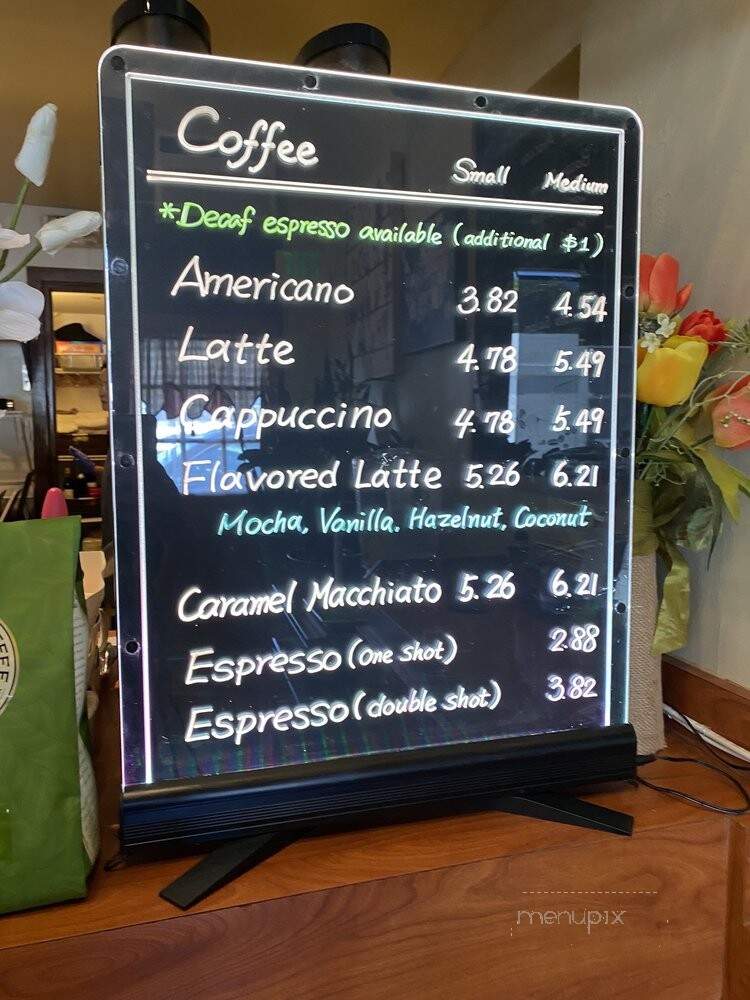 Coffee Small Medium
*Decaf espresso available (additional $1)
Americano 3.82 4.54
Latte 4.78 5.49
Cappuccino 4.78 5.49
Flavored Latte 5.26 6.21
Mocha, Vanilla. Hazelnut, Coconut
Caramel Macchiato 5.26 6.21
Espresso (one shot) 2.88
Espresso (double shot) 3.82
menupix